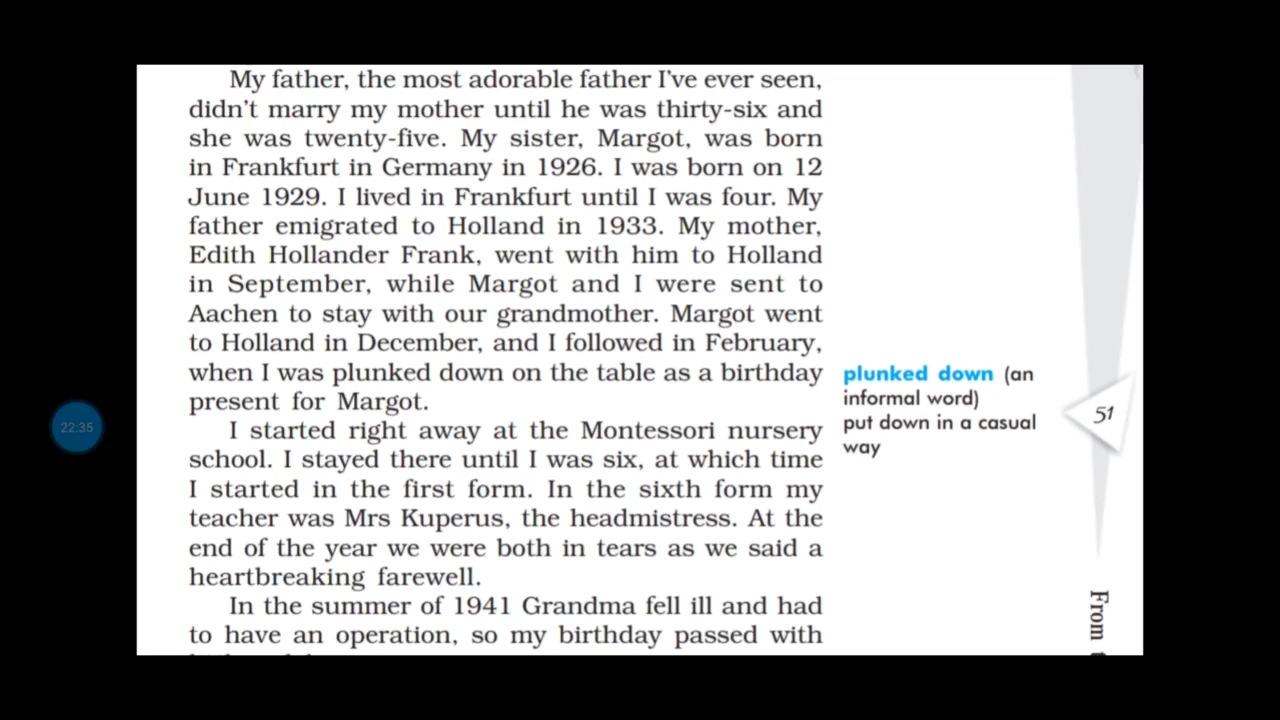 My father, the most adorable father I've ever seen,
didn't marry my mother until he was thirty-six and
she was twenty-five. My sister, Margot, was born
in Frankfurt in Germany in 1926. I was born on 12
June 1929. I lived in Frankfurt until I was four. My
father emigrated to Holland in 1933. My mother,
Edith Hollander Frank, went with him to Holland
in September, while Margot and I were sent to
Aachen to stay with our grandmother. Margot went
to Holland in December, and I followed in February,
when I was plunked down on the table as a birthday
present for Margot.
I started right away at the Montessori nursery
school. I stayed there until I was six, at which time
I started in the first form. In the sixth form my
teacher was Mrs Kuperus, the headmistress. At the
end of the year we were both in tears as we said a
heartbreaking farewell.
In the summer of 1941 Grandma fell ill and had
to have an operation, so my birthday passed with
plunked down (an
informal word)
put down in a casual
way
51
From
22:35